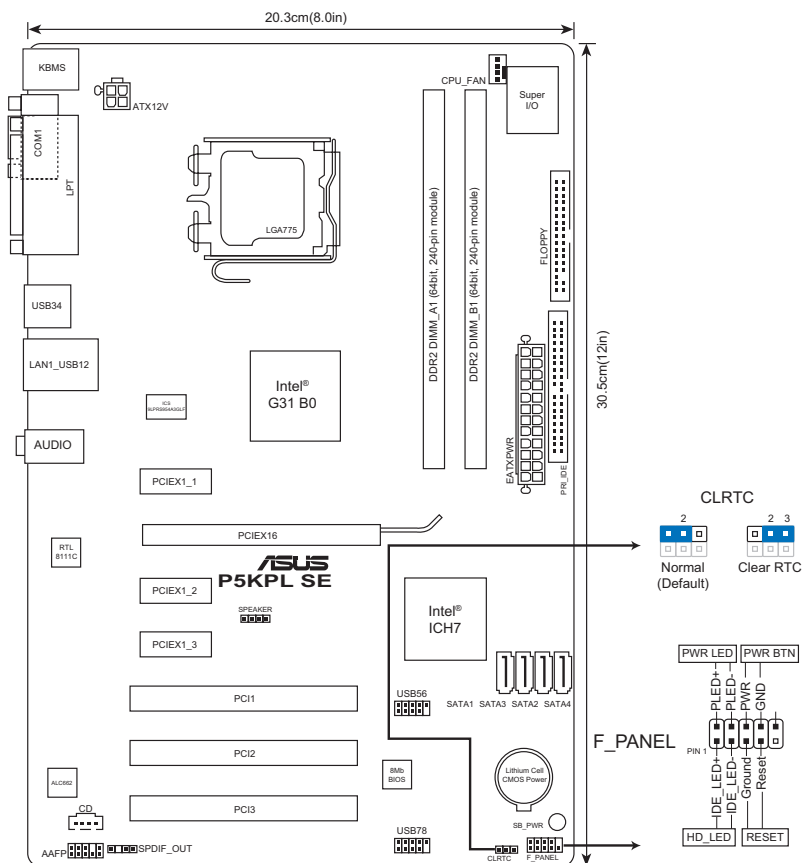 20.3cm(8.0in)
KBMS
CPU_FAN
ATX12V
Super
I/O
COM1
LPT
LGA775
DDR2 DIMM_A1 (64bit, 240-pin module)
DDR2 DIMM_B1 (64bit, 240-pin module)
FLOPPY
30.5cm(12in)
USB34
LAN1_USB12
Intel®
G31 B0
ICS
EATXPWR
PRI_IDE
AUDIO
PCIEX1_1
CLRTC
2
2 3
Normal
(Default)
Clear RTC
PCIEX16
RTL
8111C
ASUS
P5KPL SE
PCIEX1_2
SPEAKER
Intel®
ICH7
PCIEX1_3
PWR LED
PWR BTN
PLED+
PLED-
PWR
GND
PCI1
USB56
SATA1
SATA3
SATA2
SATA4
F_PANEL
PIN 1
PCI2
8Mb
BIOS
Lithium Cell
CMOS Power
IDE_LED+
IDE_LED-
Ground
Reset
ALC662
CD
PCI3
SB_PWR
HD_LED
RESET
USB78
AAFP
SPDIF_OUT
CLRTC
F_PANEL